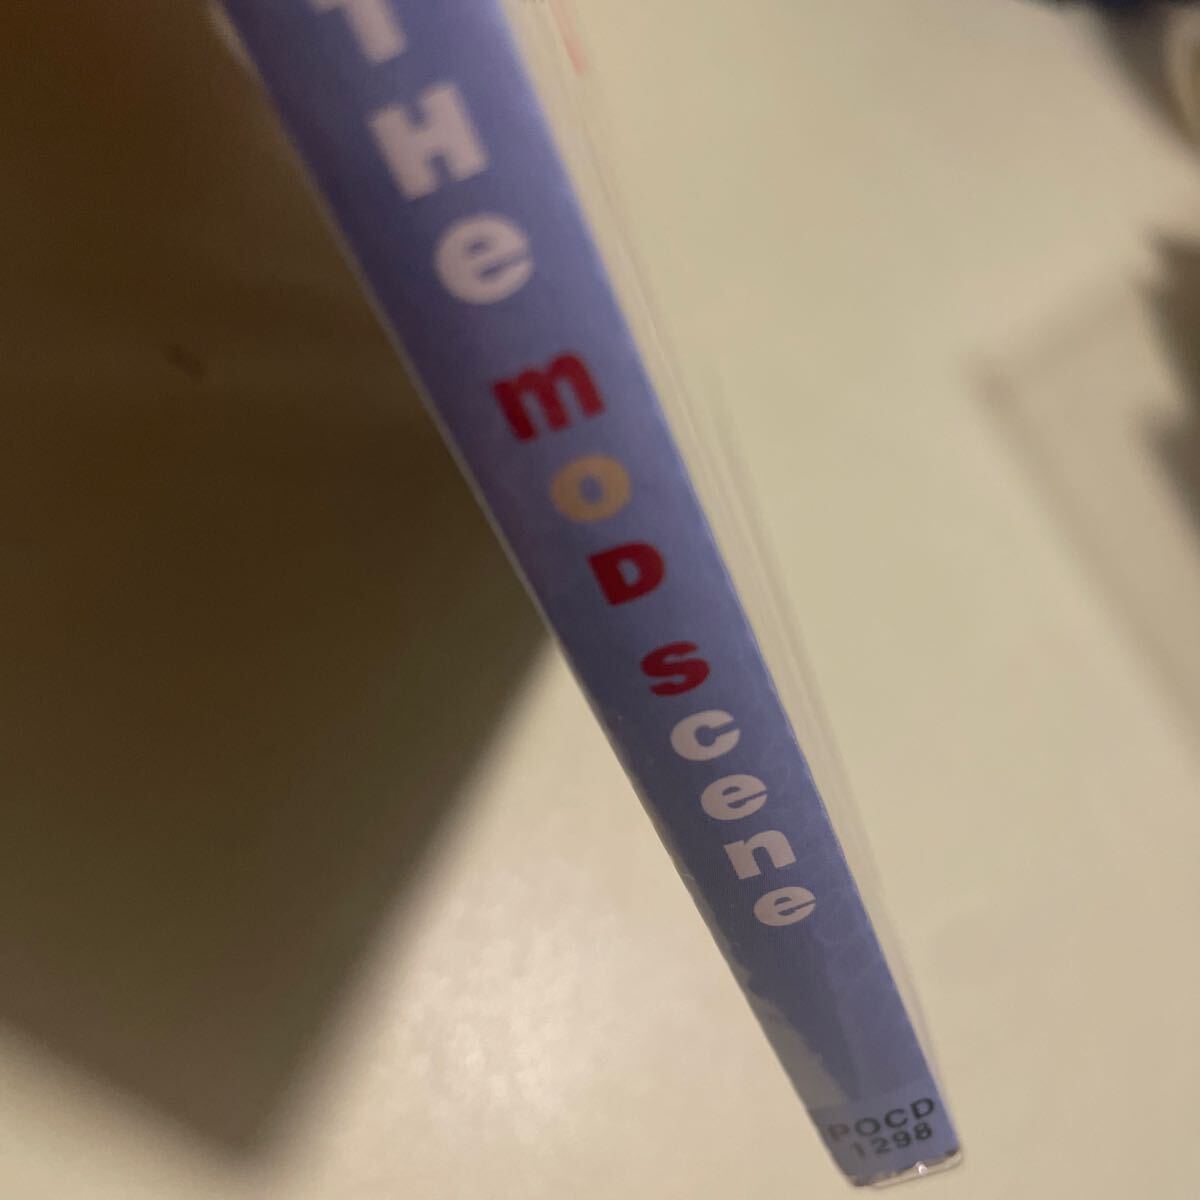 THe moD scene
POCD
1298